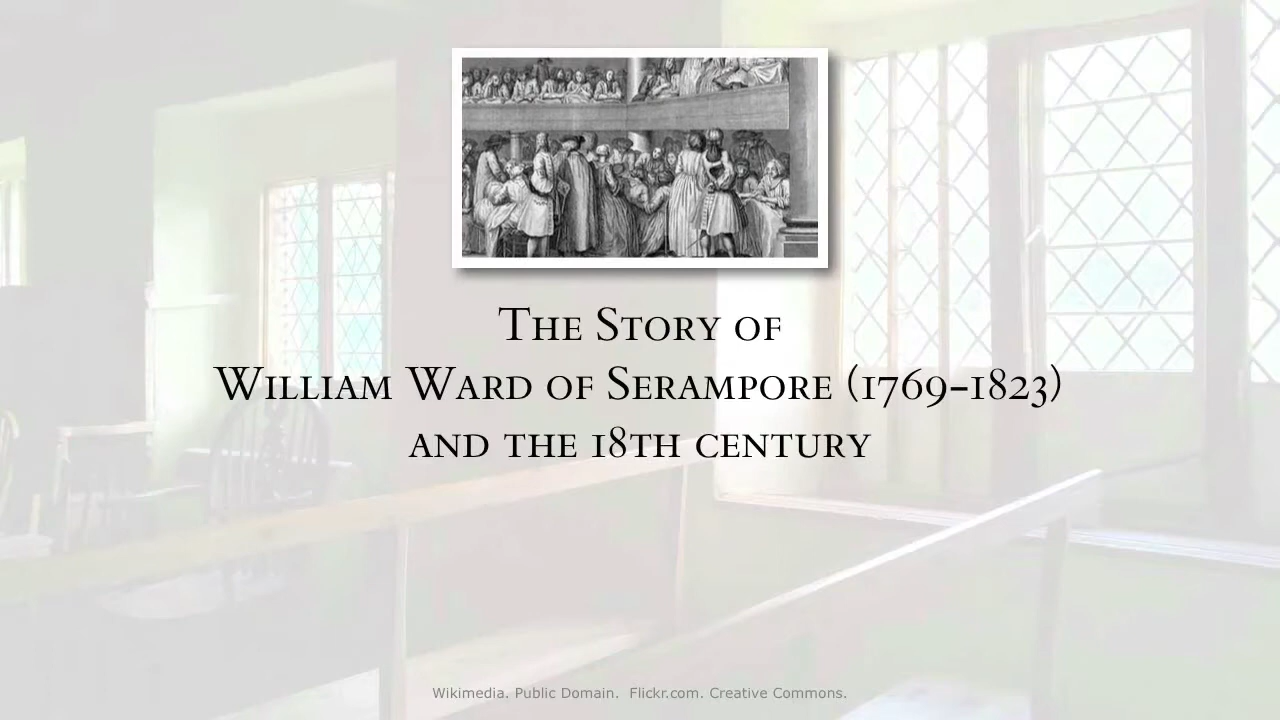 The Story of
William Ward of Serampore (1769–1823)
and the 18th century
Wikimedia. Public Domain.  Flickr.com. Creative Commons.